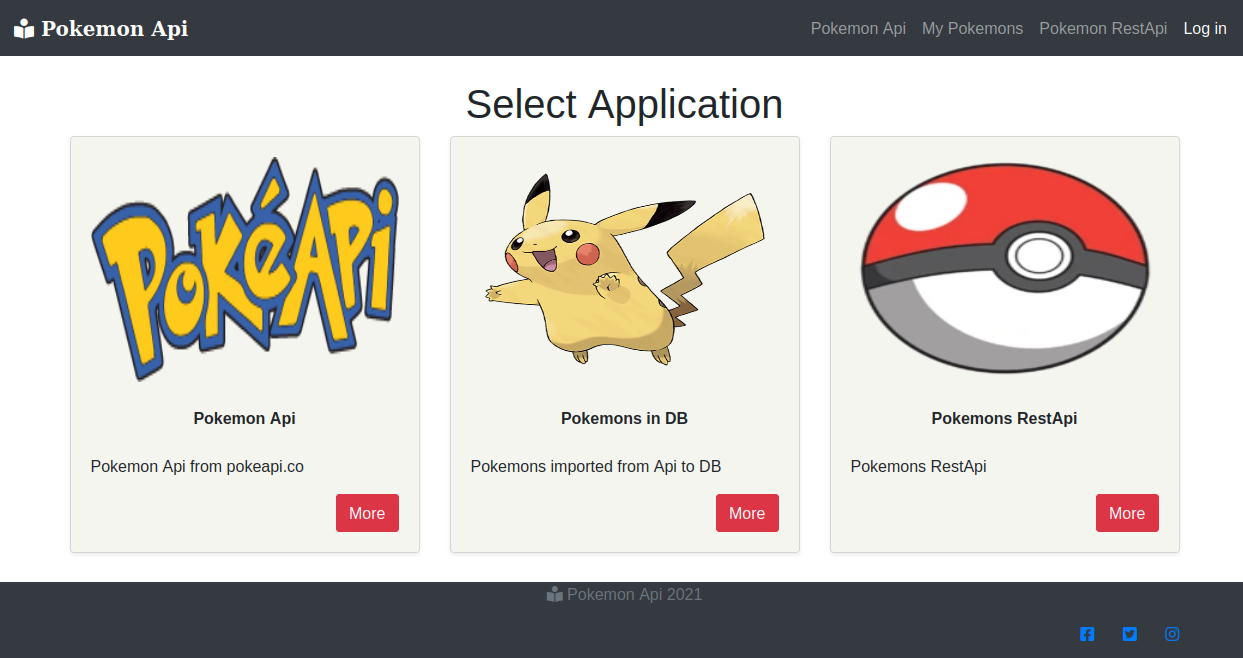 Pokemon Api
Pokemon Api My Pokemons Pokemon RestApi Log in
Select Application
PokéApi
Pokemon Api
Pokemon Api from pokeapi.co
More
Pokemons in DB
Pokemons imported from Api to DB
More
Pokemons RestApi
Pokemons RestApi
More
Pokemon Api 2021